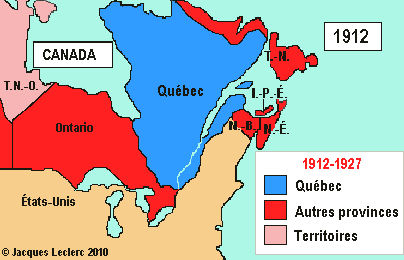 1912
CANADA
T.-N.
T.N.-O.
Québec
I.-P.-É.
Ontario
N.-B.
N.-É.
1912-1927
Québec
Autres provinces
Territoires
États-Unis
© Jacques Leclerc 2010